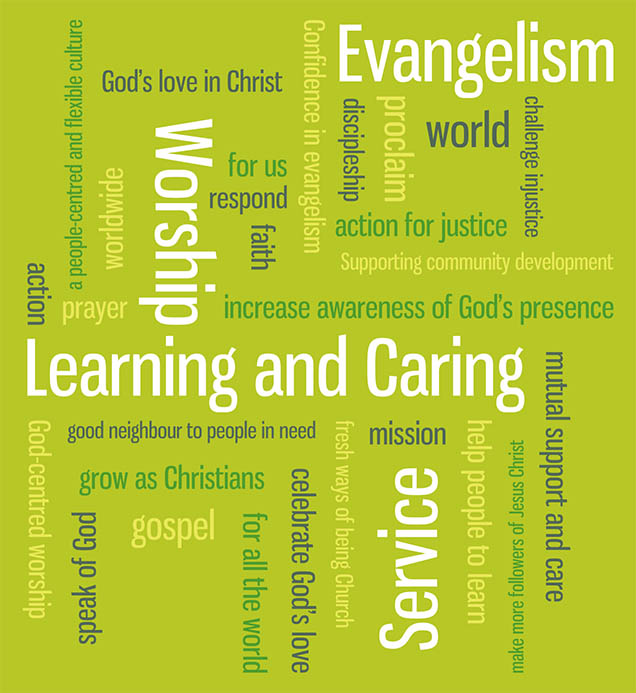 a people-centred and flexible culture
God's love in Christ
Confidence in evangelism
Evangelism
discipleship
proclaim
world
challenge injustice
worldwide
Worship
for us
respond
faith
action for justice
Supporting community development
action
prayer
increase awareness of God's presence
Learning and Caring
God-centred worship
good neighbour to people in need
fresh ways of being Church
mission
help people to learn
make more followers of Jesus Christ
mutual support and care
grow as Christians
speak of God
gospel
for all the world
celebrate God's love
Service